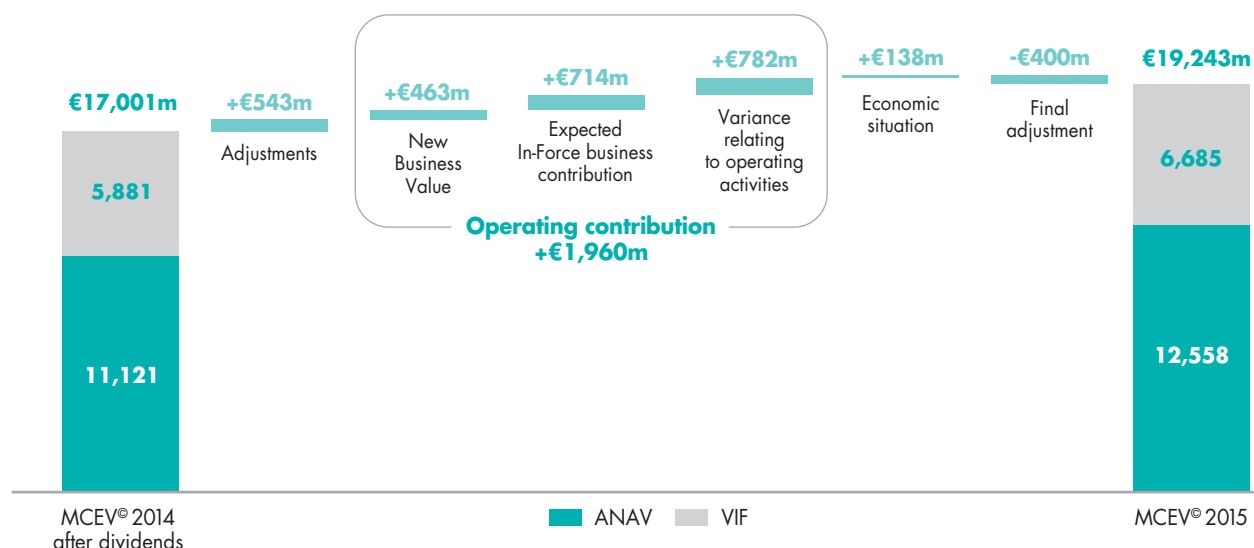 €17,001m
5,881
11,121
MCEV© 2014
after dividends
+€543m
Adjustments
+€463m
New
Business
Value
+€714m
Expected
In-Force business
contribution
+€782m
Variance
relating
to operating
activities
Operating contribution
+€1,960m
+€138m
Economic
situation
-€400m
Final
adjustment
€19,243m
6,685
12,558
MCEV© 2015
ANAV
VIF